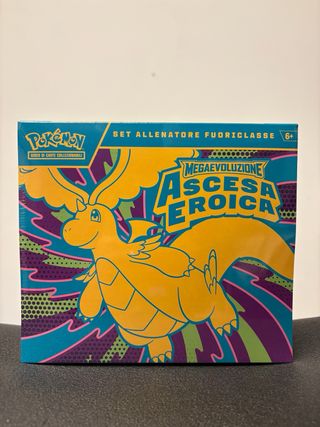 Pokémon
GIOCO DI CARTE COLLEZIONABILI
SET ALLENATORE FUORICLASSE
6+
MEGAEVOLUZIONE
ASCESA
EROICA